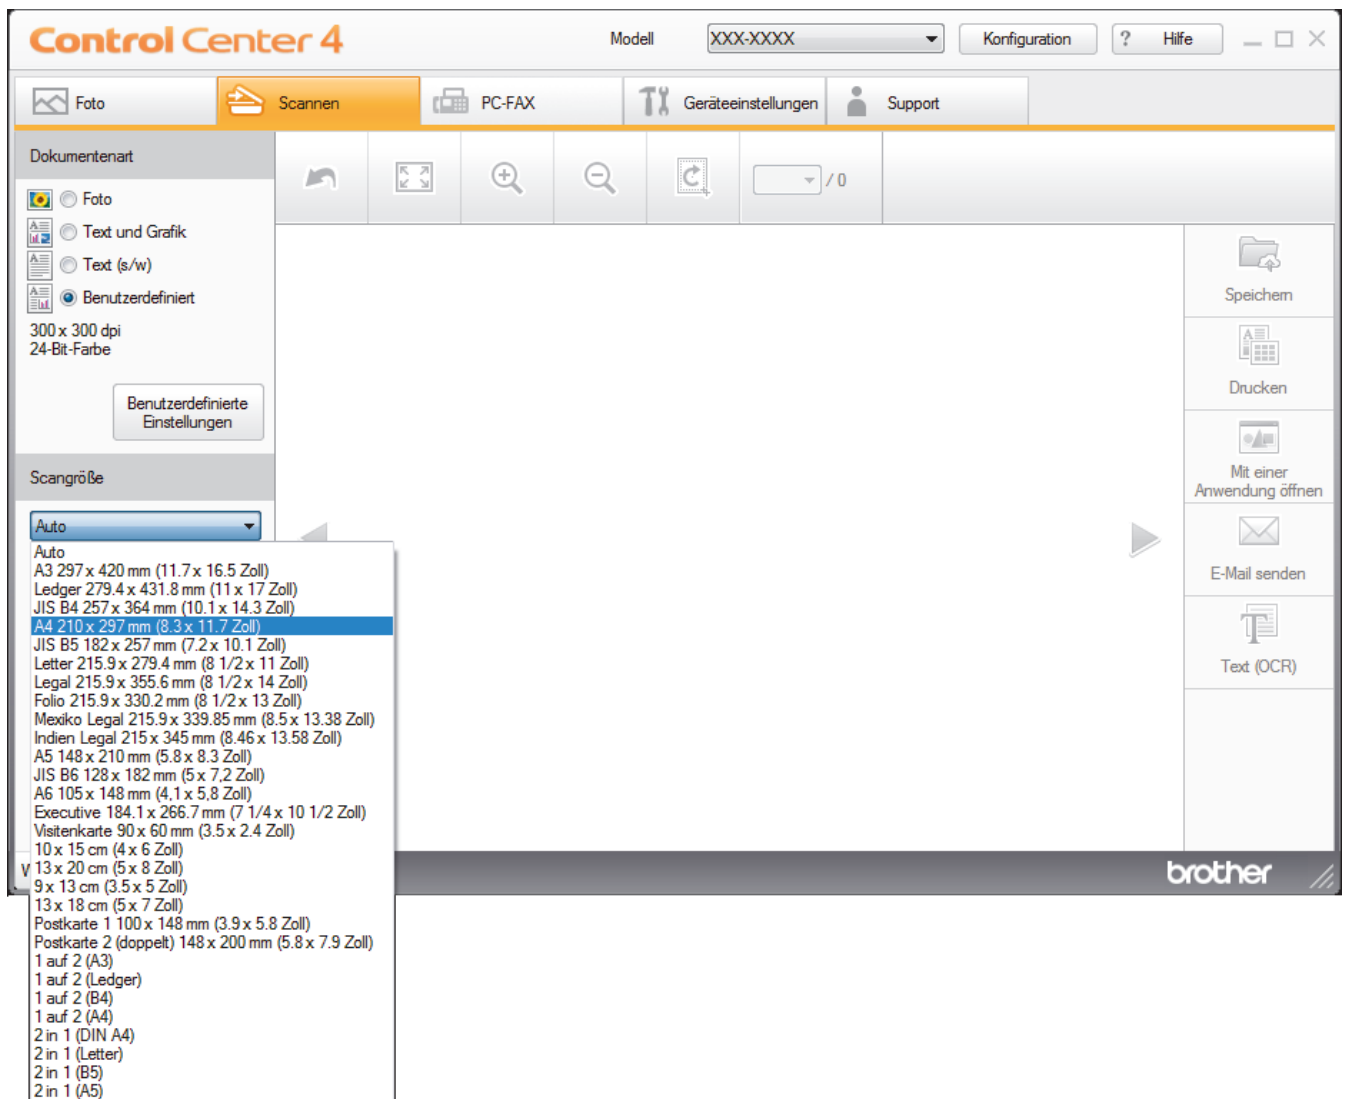 Control Center 4
Modell
XXX-XXXX
Konfiguration
? Hilfe
Foto
Scannen
PC-FAX
Geräteeinstellungen
Support
Dokumentenart
/ 0
Foto
Text und Grafik
Text (s/w)
Benutzerdefiniert
300 x 300 dpi
24-Bit-Farbe
Benutzerdefinierte
Einstellungen
Scangröße
Auto
Auto
A3 297 x 420 mm (11.7 x 16.5 Zoll)
Ledger 279.4 x 431.8 mm (11 x 17 Zoll)
JIS B4 257 x 364 mm (10.1 x 14.3 Zoll)
A4 210 x 297 mm (8.3 x 11.7 Zoll)
JIS B5 182 x 257 mm (7.2 x 10.1 Zoll)
Letter 215.9 x 279.4 mm (8 1/2 x 11 Zoll)
Legal 215.9 x 355.6 mm (8 1/2 x 14 Zoll)
Folio 215.9 x 330.2 mm (8 1/2 x 13 Zoll)
Mexiko Legal 215.9 x 339.85 mm (8.5 x 13.38 Zoll)
Indien Legal 215 x 345 mm (8.46 x 13.58 Zoll)
A5 148 x 210 mm (5.8 x 8.3 Zoll)
JIS B6 128 x 182 mm (5 x 7,2 Zoll)
A6 105 x 148 mm (4,1 x 5,8 Zoll)
Executive 184.1 x 266.7 mm (7 1/4 x 10 1/2 Zoll)
Visitenkarte 90 x 60 mm (3.5 x 2.4 Zoll)
10 x 15 cm (4 x 6 Zoll)
13 x 20 cm (5 x 8 Zoll)
9 x 13 cm (3.5 x 5 Zoll)
13 x 18 cm (5 x 7 Zoll)
Postkarte 1 100 x 148 mm (3.9 x 5.8 Zoll)
Postkarte 2 (doppelt) 148 x 200 mm (5.8 x 7.9 Zoll)
1 auf 2 (A3)
1 auf 2 (Ledger)
1 auf 2 (B4)
1 auf 2 (A4)
2 in 1 (DIN A4)
2 in 1 (Letter)
2 in 1 (B5)
2 in 1 (A5)
Speichern
Drucken
Mit einer
Anwendung öffnen
E-Mail senden
Text (OCR)
brother